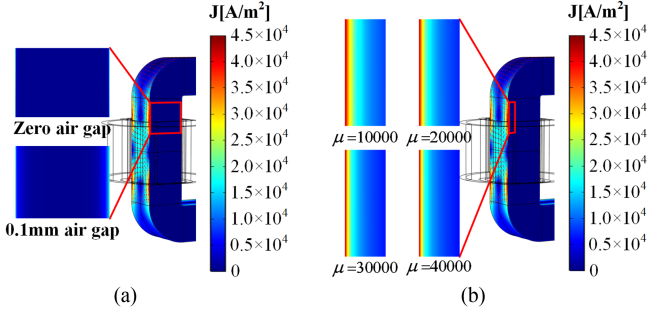 J[A/m²]
4.5×10⁴
4.0×10⁴
3.5×10⁴
3.0×10⁴
2.5×10⁴
2.0×10⁴
1.5×10⁴
1.0×10⁴
0.5×10⁴
0
Zero air gap
0.1mm air gap
(a)
J[A/m²]
4.5×10⁴
4.0×10⁴
3.5×10⁴
3.0×10⁴
2.5×10⁴
2.0×10⁴
1.5×10⁴
1.0×10⁴
0.5×10⁴
0
μ=10000 μ=20000
μ=30000 μ=40000
(b)